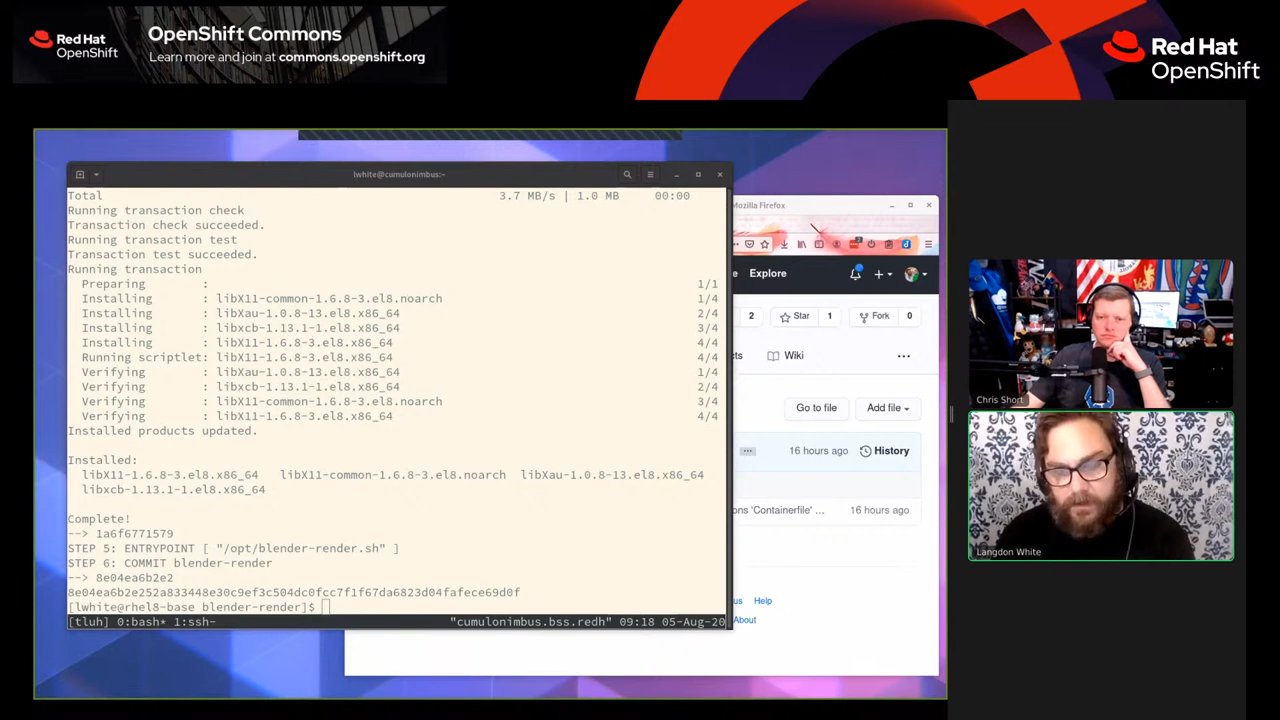 Red Hat
OpenShift
OpenShift Commons
Learn more and join at commons.openshift.org
Red Hat
OpenShift
lwhite@cumulonimbus:~
Total 3.7 MB/s | 1.0 MB 00:00
Running transaction check
Transaction check succeeded.
Running transaction test
Transaction test succeeded.
Running transaction
Preparing : 1/1
Installing : libX11-common-1.6.8-3.el8.noarch 1/4
Installing : libXau-1.0.8-13.el8.x86_64 2/4
Installing : libxcb-1.13.1-1.el8.x86_64 3/4
Installing : libX11-1.6.8-3.el8.x86_64 4/4
Running scriptlet: libX11-1.6.8-3.el8.x86_64 4/4
Verifying : libXau-1.0.8-13.el8.x86_64 1/4
Verifying : libxcb-1.13.1-1.el8.x86_64 2/4
Verifying : libX11-common-1.6.8-3.el8.noarch 3/4
Verifying : libX11-1.6.8-3.el8.x86_64 4/4
Installed products updated.
Installed:
libX11-1.6.8-3.el8.x86_64 libX11-common-1.6.8-3.el8.noarch libXau-1.0.8-13.el8.x86_64
libxcb-1.13.1-1.el8.x86_64
Complete!
--> 1a6f6771579
STEP 5: ENTRYPOINT [ "/opt/blender-render.sh" ]
STEP 6: COMMIT blender-render
--> 8e04ea6b2e2
8e04ea6b2e252a833448e30c9ef3c504dc0fcc7f1f67da6823d04fafece69d0f
[lwhite@rhel8-base blender-render]$
[tluh] 0:bash* 1:ssh- "cumulonimbus.bss.redh" 09:18 05-Aug-20
Mozilla Firefox
e Explore
2 Star 1 Fork 0
cts Wiki
Go to file Add file
16 hours ago History
ons 'Containerfile' ... 16 hours ago
us Help
About
Chris Short
Langdon White